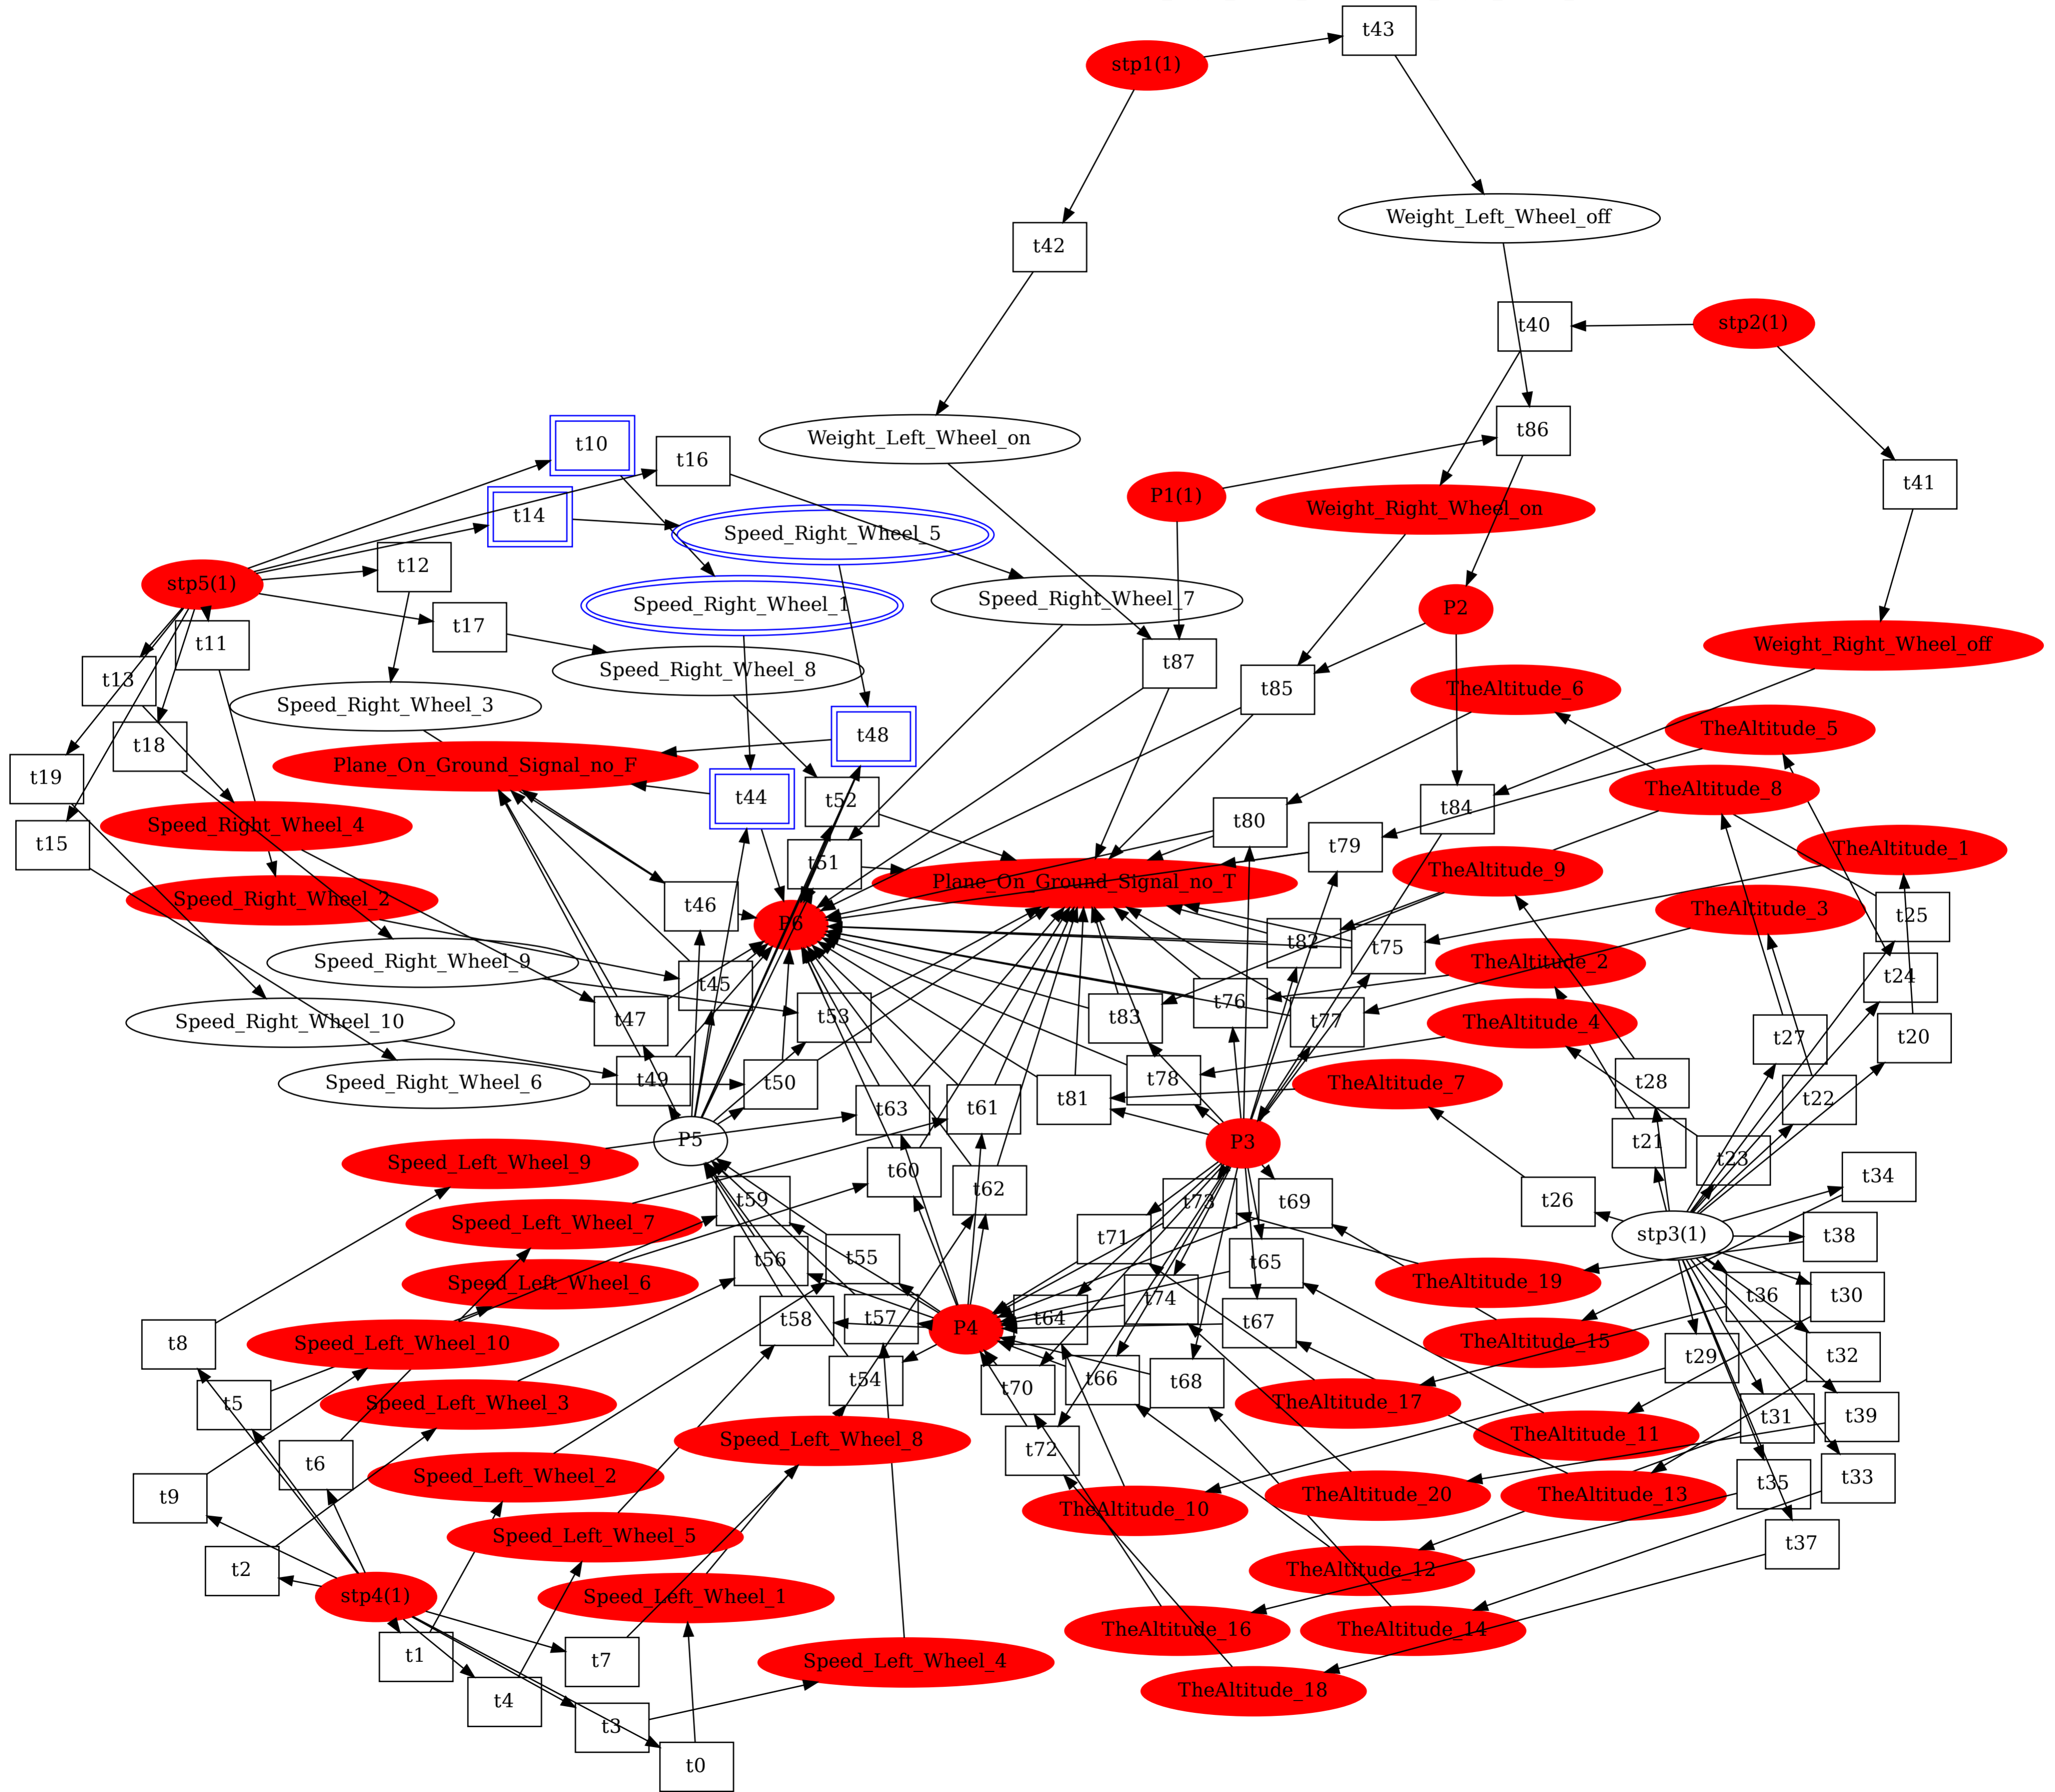 t43
stp1(1)
Weight_Left_Wheel_off
t42
stp2(1)
t40
t86
Weight_Left_Wheel_on
t10
t16
t41
P1(1)
Weight_Right_Wheel_on
t14
Speed_Right_Wheel_5
t12
stp5(1)
Speed_Right_Wheel_7
Speed_Right_Wheel_1
P2
t17
t11
Weight_Right_Wheel_off
t87
Speed_Right_Wheel_8
t13
t85
TheAltitude_6
Speed_Right_Wheel_3
TheAltitude_5
t48
t18
Plane_On_Ground_Signal_no_F
t19
TheAltitude_8
t44
t52
t84
t80
Speed_Right_Wheel_4
t15
t79
TheAltitude_1
t51
TheAltitude_9
Plane_On_Ground_Signal_no_T
Speed_Right_Wheel_2
t46
TheAltitude_3
t25
P6
t82
t75
Speed_Right_Wheel_9
TheAltitude_2
t24
t45
t76
t53
t83
t47
t77
Speed_Right_Wheel_10
TheAltitude_4
t27
t20
t49
t78
Speed_Right_Wheel_6
t50
TheAltitude_7
t28
t81
t22
t63
t61
P5
P3
t21
t23
Speed_Left_Wheel_9
t60
t34
t62
t59
t73
t69
t26
Speed_Left_Wheel_7
stp3(1)
t38
t71
t56
t55
t65
Speed_Left_Wheel_6
TheAltitude_19
t74
t36
t30
t57
t64
t58
P4
t67
Speed_Left_Wheel_10
t8
TheAltitude_15
t29
t32
t54
t66
t68
t70
t5
Speed_Left_Wheel_3
TheAltitude_17
t31
t39
TheAltitude_11
Speed_Left_Wheel_8
t72
t6
Speed_Left_Wheel_2
t33
t35
t9
TheAltitude_20
TheAltitude_13
TheAltitude_10
Speed_Left_Wheel_5
t37
t2
TheAltitude_12
stp4(1)
Speed_Left_Wheel_1
TheAltitude_16
TheAltitude_14
t1
t7
Speed_Left_Wheel_4
TheAltitude_18
t4
t3
t0